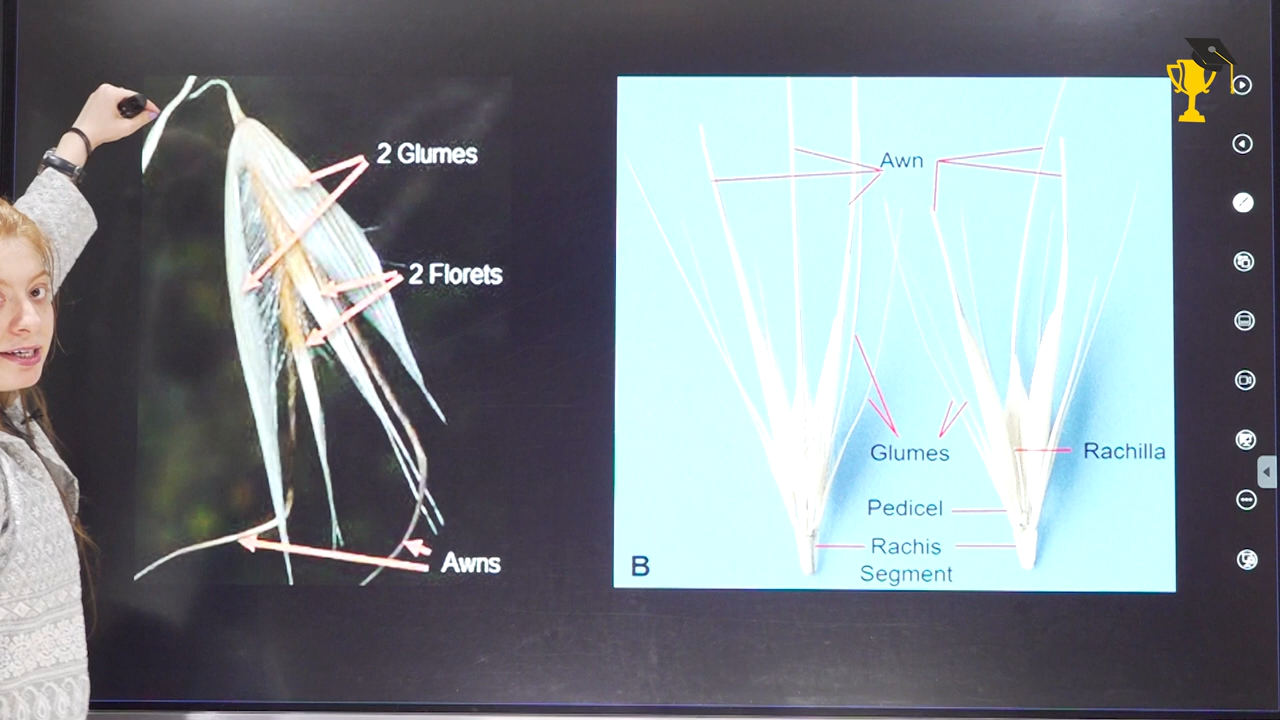 2 Glumes
2 Florets
Awns
Awn
Glumes
Rachilla
Pedicel
Rachis
Segment
B